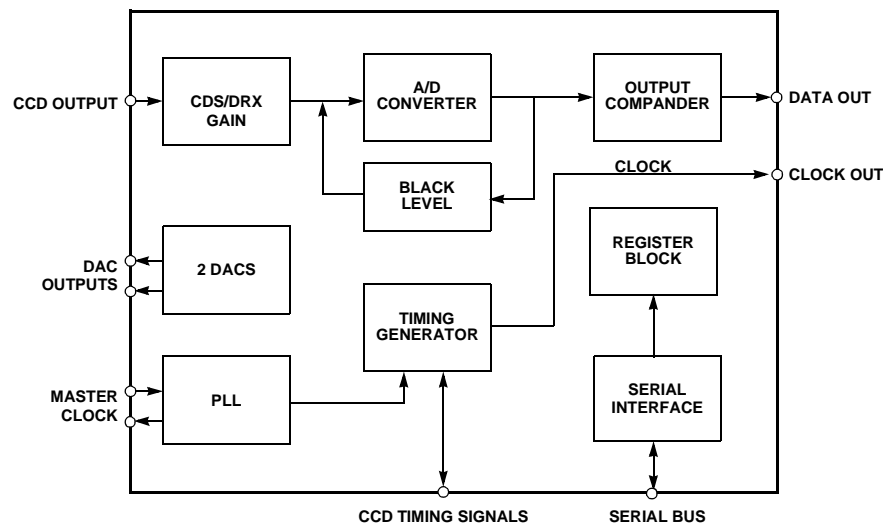 CCD OUTPUT
CDS/DRX
GAIN
A/D
CONVERTER
OUTPUT
COMPANDER
DATA OUT
BLACK
LEVEL
CLOCK
CLOCK OUT
DAC
OUTPUTS
2 DACS
REGISTER
BLOCK
TIMING
GENERATOR
MASTER
CLOCK
PLL
SERIAL
INTERFACE
CCD TIMING SIGNALS
SERIAL BUS